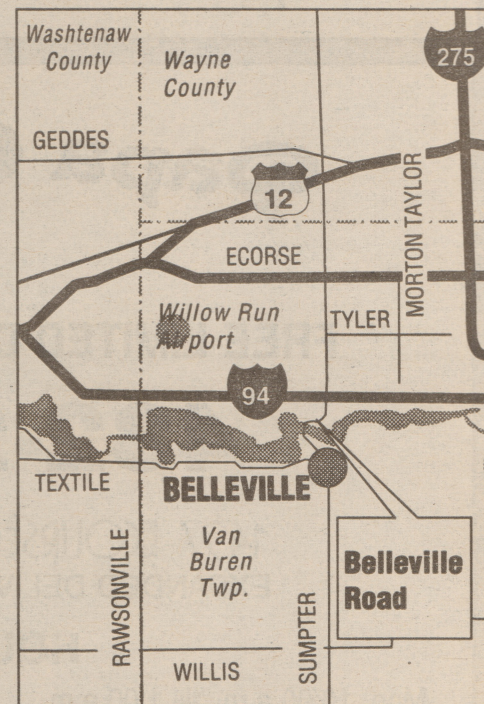 Washtenaw
County
Wayne
County
275
GEDDES
12
MORTON TAYLOR
ECORSE
Willow Run
Airport
TYLER
94
TEXTILE
BELLEVILLE
Van
Buren
Twp.
Belleville
Road
RAWSONVILLE
SUMPTER
WILLIS